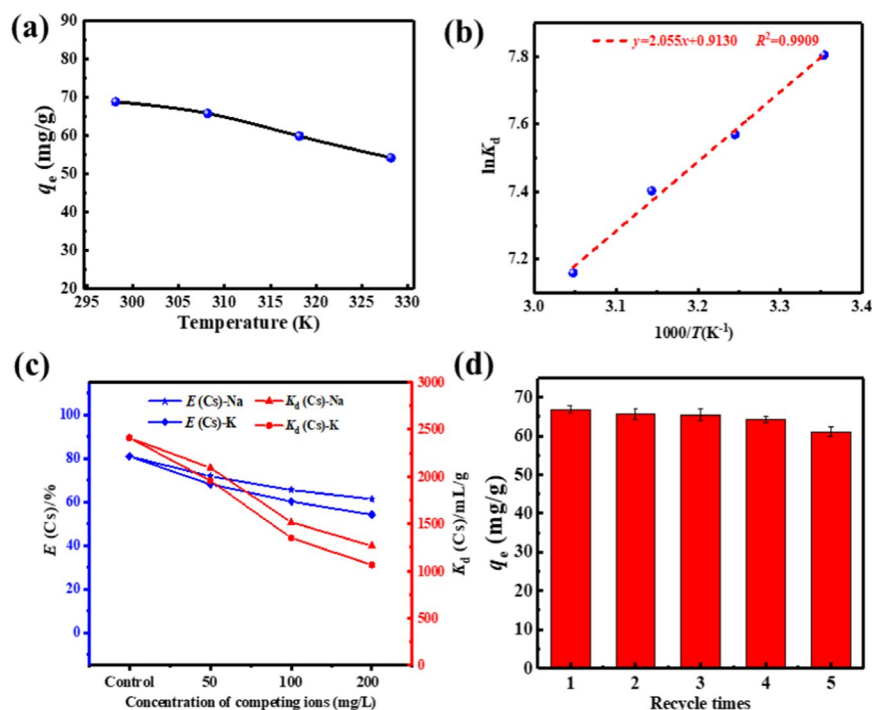 (a)
90
80
70
60
50
40
30
20
qe (mg/g)
295 300 305 310 315 320 325 330
Temperature (K)
(b)
y=2.055x+0.9130 R²=0.9909
7.8
7.6
7.4
7.2
lnKd
3.0 3.1 3.2 3.3 3.4
1000/T(K-1)
(c)
E (Cs)-Na Kd (Cs)-Na
E (Cs)-K Kd (Cs)-K
100
80
60
40
20
0
E (Cs)/%
3000
2500
2000
1500
1000
500
0
Kd (Cs)/mL/g
Control 50 100 200
Concentration of competing ions (mg/L)
(d)
70
60
50
40
30
20
10
0
qe (mg/g)
1 2 3 4 5
Recycle times